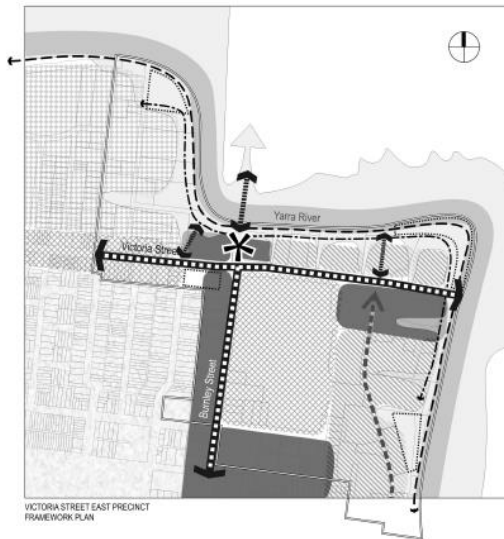 Yarra River
Victoria Street
Burnley Street
VICTORIA STREET EAST PRECINCT
FRAMEWORK PLAN